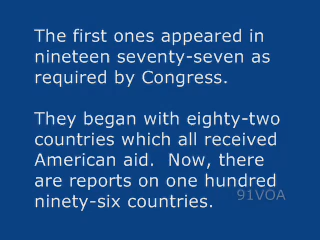 The first ones appeared in
nineteen seventy-seven as
required by Congress.
They began with eighty-two
countries which all received
American aid.  Now, there
are reports on one hundred
ninety-six countries.
91VOA